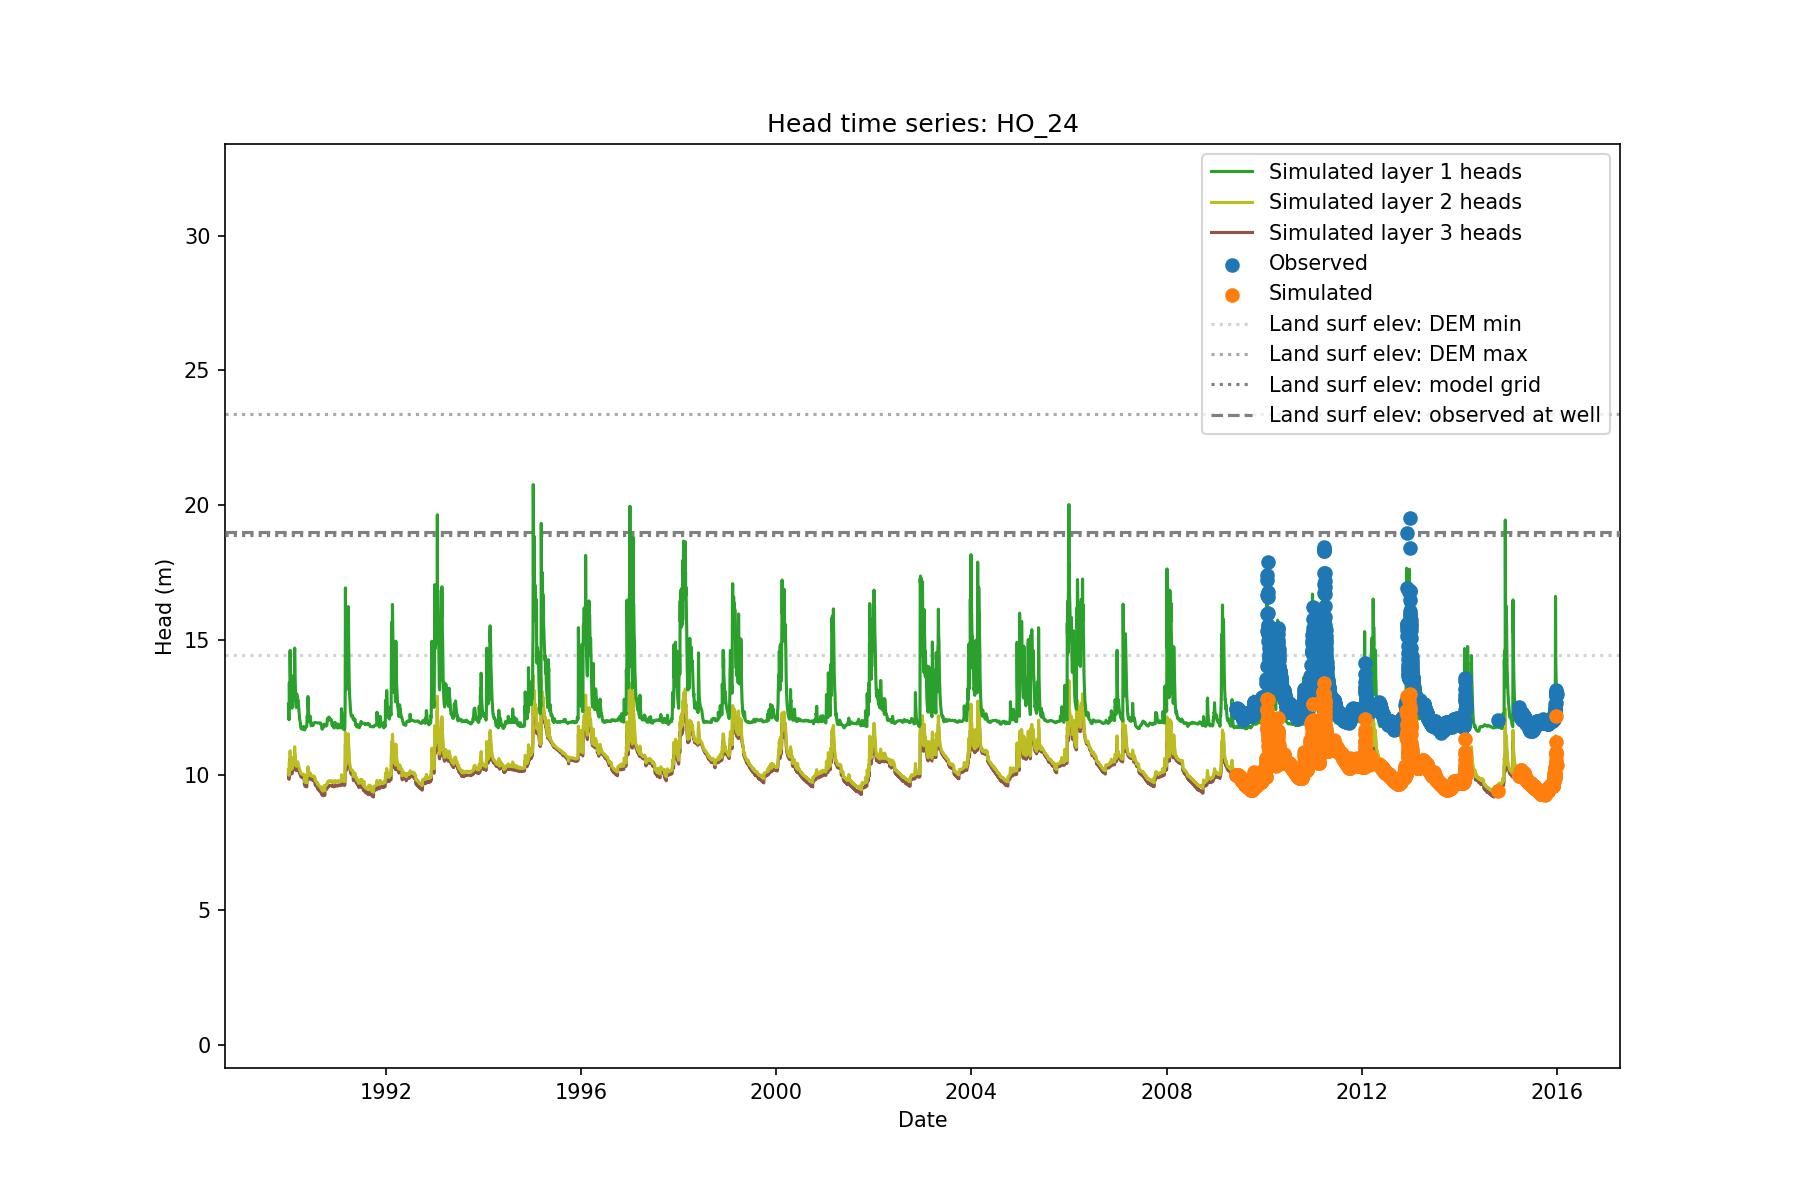 Head time series: HO_24
Simulated layer 1 heads
Simulated layer 2 heads
Simulated layer 3 heads
Observed
Simulated
Land surf elev: DEM min
Land surf elev: DEM max
Land surf elev: model grid
Land surf elev: observed at well
30
25
20
15
10
5
0
Head (m)
1992 1996 2000 2004 2008 2012 2016
Date